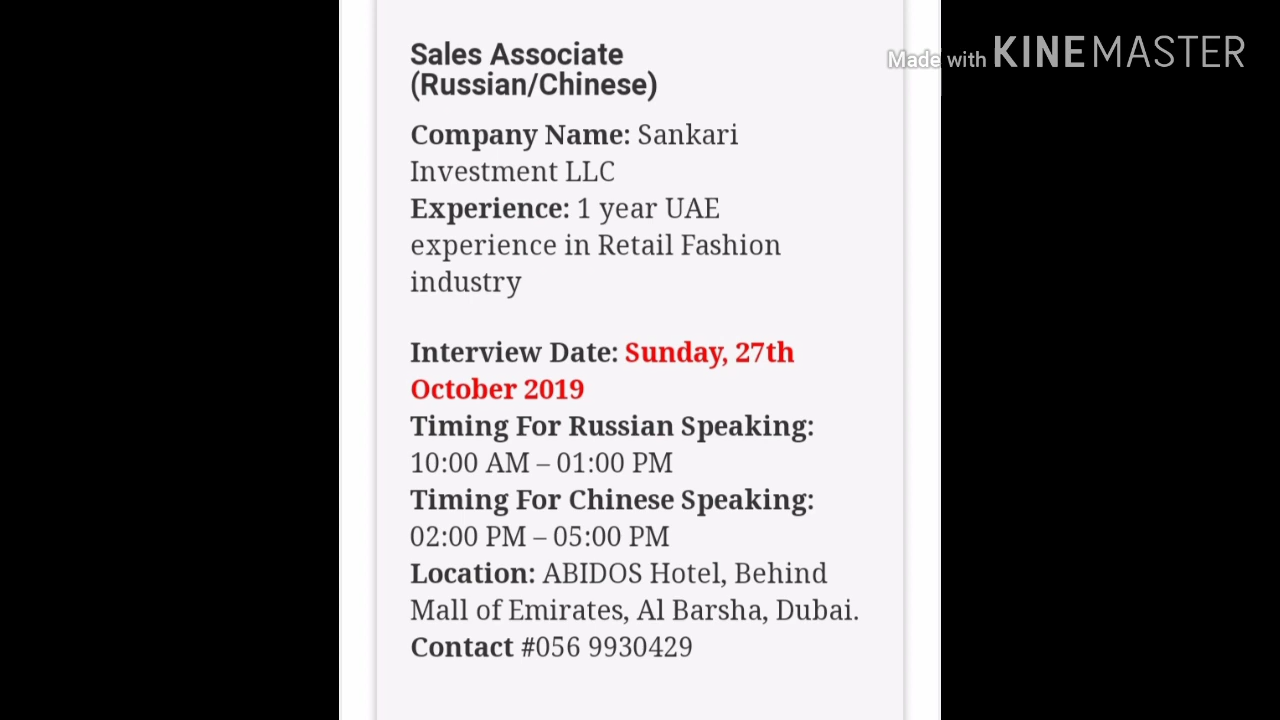 Sales Associate
(Russian/Chinese)
Made with KINEMASTER
Company Name: Sankari
Investment LLC
Experience: 1 year UAE
experience in Retail Fashion
industry
Interview Date: Sunday, 27th
October 2019
Timing For Russian Speaking:
10:00 AM – 01:00 PM
Timing For Chinese Speaking:
02:00 PM – 05:00 PM
Location: ABIDOS Hotel, Behind
Mall of Emirates, Al Barsha, Dubai.
Contact #056 9930429